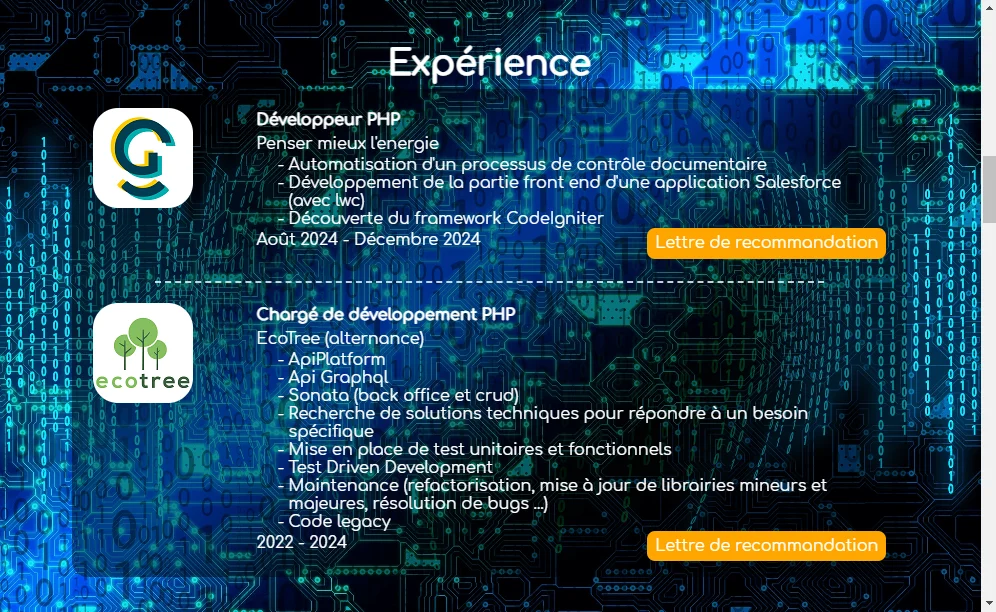 Expérience
Développeur PHP
Penser mieux l'energie
- Automatisation d'un processus de contrôle documentaire
- Développement de la partie front end d'une application Salesforce
(avec lwc)
- Découverte du framework CodeIgniter
Août 2024 - Décembre 2024
Lettre de recommandation
ecotree
Chargé de développement PHP
EcoTree (alternance)
- ApiPlatform
- Api Graphql
- Sonata (back office et crud)
- Recherche de solutions techniques pour répondre à un besoin
spécifique
- Mise en place de test unitaires et fonctionnels
- Test Driven Development
- Maintenance (refactorisation, mise à jour de librairies mineurs et
majeures, résolution de bugs ...)
- Code legacy
2022 - 2024
Lettre de recommandation